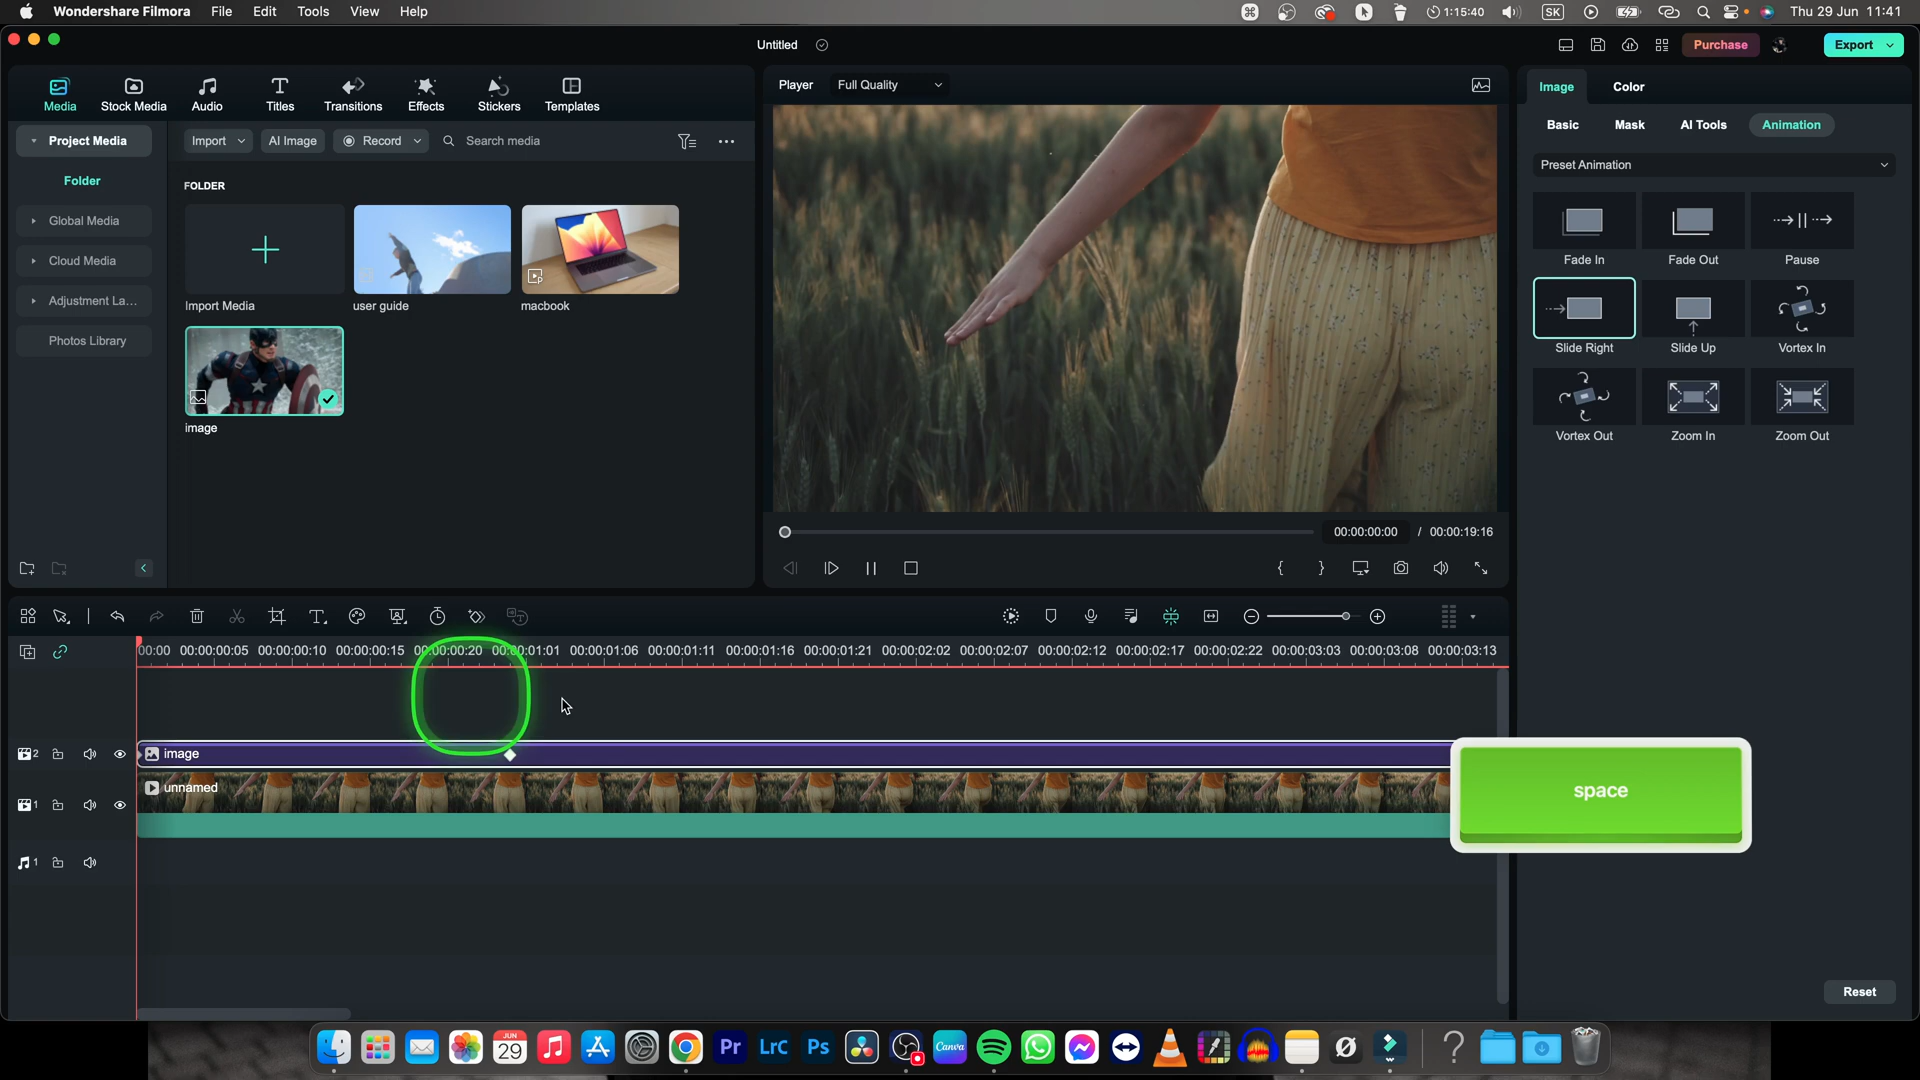 Wondershare Filmora File Edit Tools View Help 1:15:40 SK Thu 29 Jun 11:41
Untitled Purchase Export
Media Stock Media Audio Titles Transitions Effects Stickers Templates
Player Full Quality
Image Color
Basic Mask AI Tools Animation
Project Media
Import AI Image Record Search media
Preset Animation
Folder
Global Media
Cloud Media
Adjustment La...
Photos Library
FOLDER
Import Media user guide macbook
image
Fade In Fade Out Pause
Slide Right Slide Up Vortex In
Vortex Out Zoom In Zoom Out
00:00:00:00 / 00:00:19:16
:00:00 00:00:00:05 00:00:00:10 00:00:00:15 00:00:00:20 00:00:01:01 00:00:01:06 00:00:01:11 00:00:01:16 00:00:01:21 00:00:02:02 00:00:02:07 00:00:02:12 00:00:02:17 00:00:02:22 00:00:03:03 00:00:03:08 00:00:03:13
2 image
unnamed
1
1
space
Reset
JUN
29 Pr LrC Ps Canva